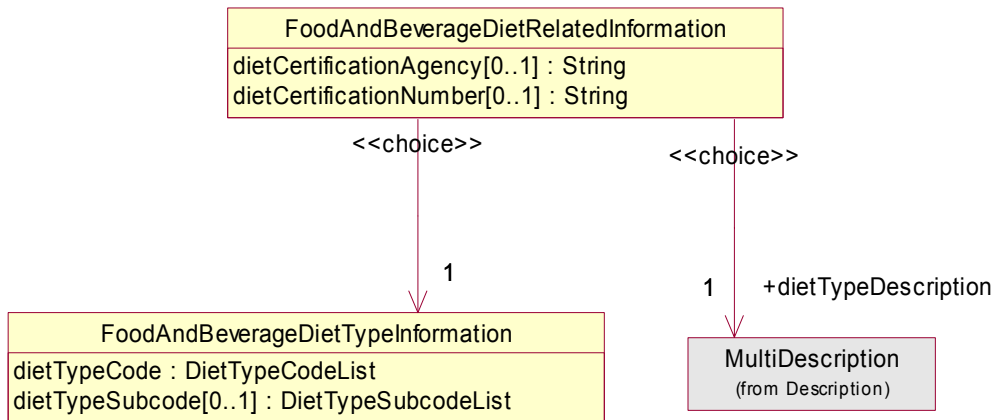 FoodAndBeverageDietRelatedInformation
dietCertificationAgency[0..1] : String
dietCertificationNumber[0..1] : String
<<choice>>
<<choice>>
1
1
+dietTypeDescription
FoodAndBeverageDietTypeInformation
dietTypeCode : DietTypeCodeList
dietTypeSubcode[0..1] : DietTypeSubcodeList
MultiDescription
(from Description)